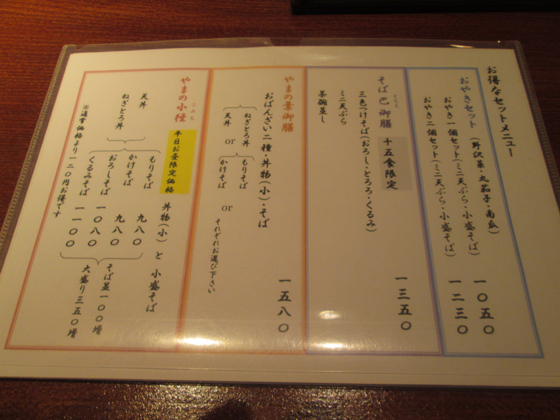 お得なセットメニュー
おやきセット（野沢菜・丸茄子・南瓜）
おやき一個セット（ミニ天ぷら・小盛そば） 一〇五〇
おやき二個セット（ミニ天ぷら・小盛そば） 一二三〇
そば 御膳 十五食限定
三色つけそば（おろし・とろろ・くるみ）
ミニ天ぷら
茶碗蒸し
一三五〇
やまの葉御膳
おばんざい二種・丼物（小）・そば
ねぎとろ丼 or 天丼
もりそば or かけそば
それぞれお選び下さい
一五八〇
やまの小径
平日お昼限定価格
丼物（小）と 小盛そば
天丼
ねぎとろ丼
もりそば 九八〇
かけそば 九八〇
おろしそば 一〇八〇
くるみそば 一一〇〇
そば並一〇〇増
大盛り三五〇増
※通常価格より一二〇円お得です